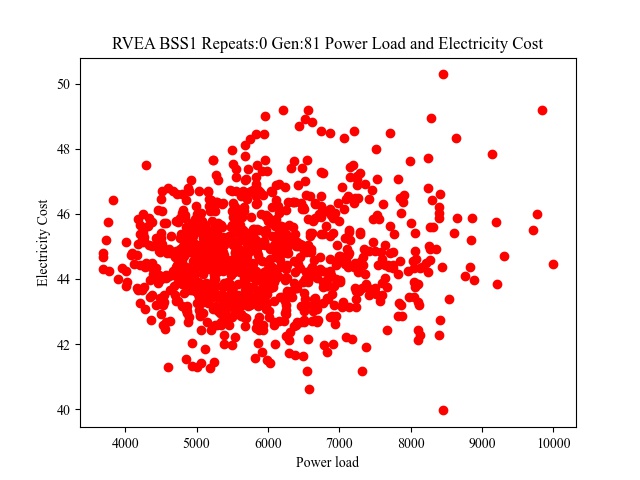 RVEA BSS1 Repeats:0 Gen:81 Power Load and Electricity Cost
50
48
46
44
42
40
Electricity Cost
4000 5000 6000 7000 8000 9000 10000
Power load